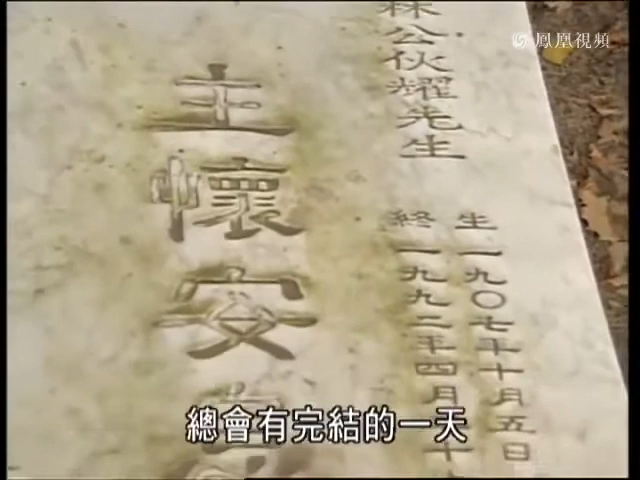 鳳凰視頻
公伙耀先生
生一九〇七年十月五日
終一九九二年四月十
主懷安
總會有完結的一天